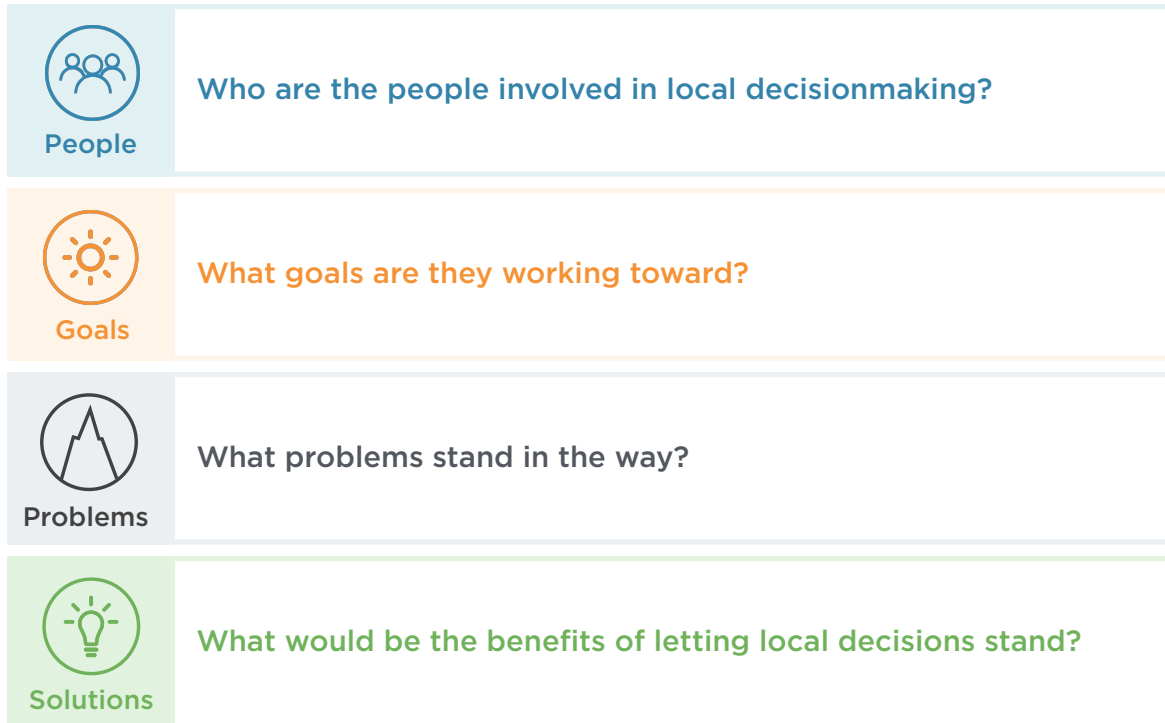 Who are the people involved in local decisionmaking?
People
What goals are they working toward?
Goals
What problems stand in the way?
Problems
What would be the benefits of letting local decisions stand?
Solutions